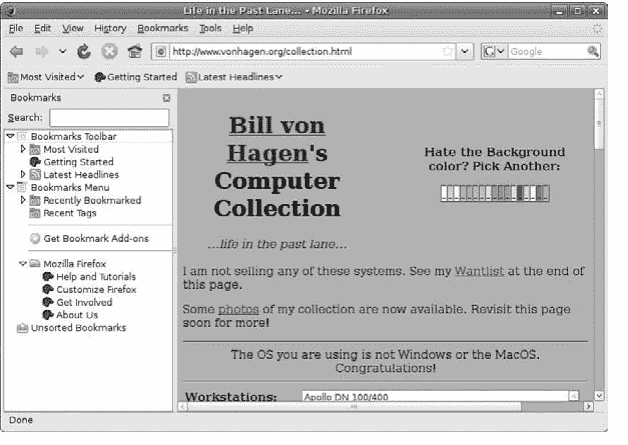 Life in the Past Lane... - Mozilla Firefox
File Edit View History Bookmarks Tools Help
http://www.vonhagen.org/collection.html
Google
Most Visited Getting Started Latest Headlines
Bookmarks
Search:
Bookmarks Toolbar
Most Visited
Getting Started
Latest Headlines
Bookmarks Menu
Recently Bookmarked
Recent Tags
Get Bookmark Add-ons
Mozilla Firefox
Help and Tutorials
Customize Firefox
Get Involved
About Us
Unsorted Bookmarks
Bill von
Hagen's
Computer
Collection
...life in the past lane...
Hate the Background
color? Pick Another:
I am not selling any of these systems. See my Wantlist at the end of
this page.
Some photos of my collection are now available. Revisit this page
soon for more!
The OS you are using is not Windows or the MacOS.
Congratulations!
Workstations: Apollo DN 100/400
Done